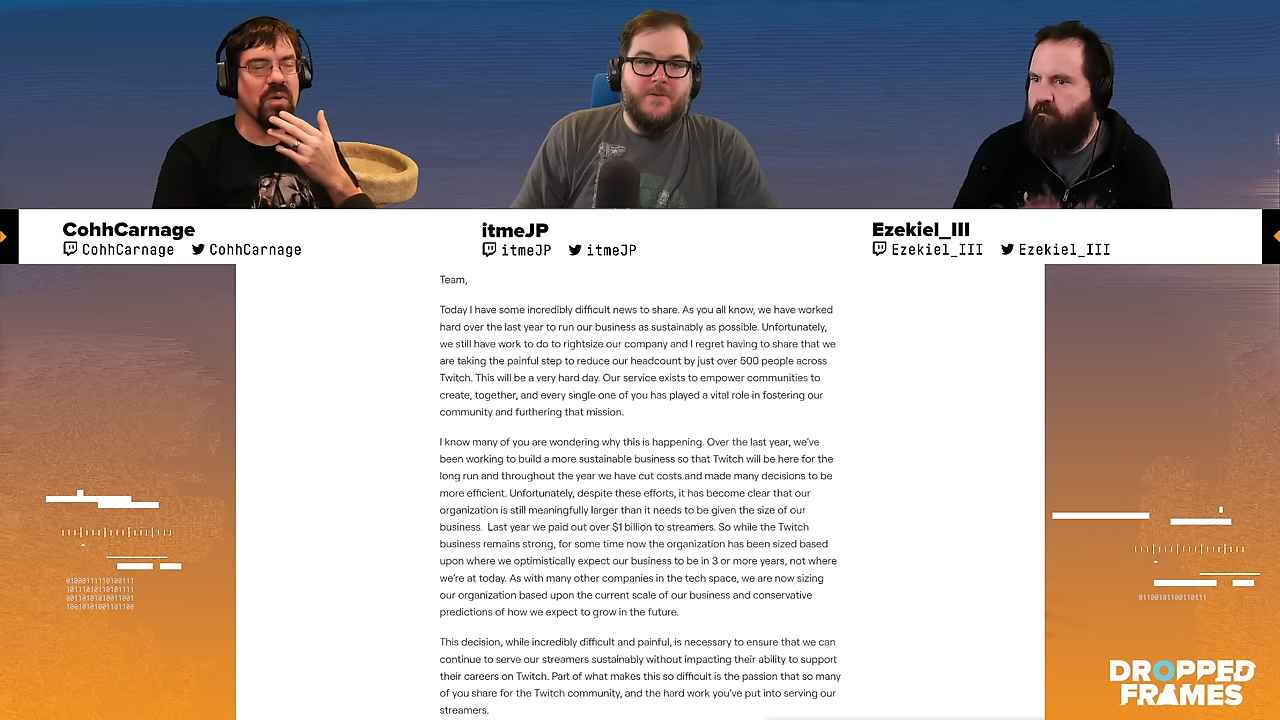 CohhCarnage
CohhCarnage CohhCarnage
itmeJP
itmeJP itmeJP
Ezekiel_III
Ezekiel_III Ezekiel_III
Team,
Today I have some incredibly difficult news to share. As you all know, we have worked
hard over the last year to run our business as sustainably as possible. Unfortunately,
we still have work to do to rightsize our company and I regret having to share that we
are taking the painful step to reduce our headcount by just over 500 people across
Twitch. This will be a very hard day. Our service exists to empower communities to
create, together, and every single one of you has played a vital role in fostering our
community and furthering that mission.
I know many of you are wondering why this is happening. Over the last year, we've
been working to build a more sustainable business so that Twitch will be here for the
long run and throughout the year we have cut costs and made many decisions to be
more efficient. Unfortunately, despite these efforts, it has become clear that our
organization is still meaningfully larger than it needs to be given the size of our
business. Last year we paid out over $1 billion to streamers. So while the Twitch
business remains strong, for some time now the organization has been sized based
upon where we optimistically expect our business to be in 3 or more years, not where
we're at today. As with many other companies in the tech space, we are now sizing
our organization based upon the current scale of our business and conservative
predictions of how we expect to grow in the future.
This decision, while incredibly difficult and painful, is necessary to ensure that we can
continue to serve our streamers sustainably without impacting their ability to support
their careers on Twitch. Part of what makes this so difficult is the passion that so many
of you share for the Twitch community, and the hard work you've put into serving our
streamers.
DROPPED
FRAMES